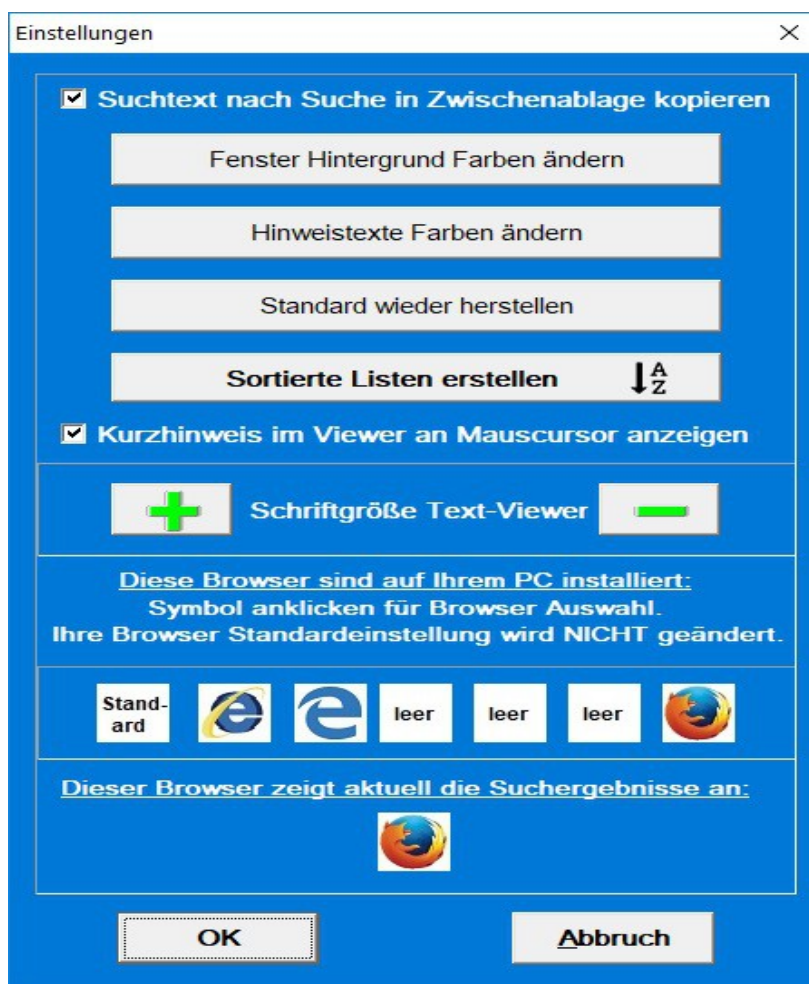 Einstellungen
Suchtext nach Suche in Zwischenablage kopieren
Fenster Hintergrund Farben ändern
Hinweistexte Farben ändern
Standard wieder herstellen
Sortierte Listen erstellen A Z
Kurzhinweis im Viewer an Mauscursor anzeigen
Schriftgröße Text-Viewer
Diese Browser sind auf Ihrem PC installiert:
Symbol anklicken für Browser Auswahl.
Ihre Browser Standardeinstellung wird NICHT geändert.
Stand-
ard
leer leer leer
Dieser Browser zeigt aktuell die Suchergebnisse an:
OK Abbruch